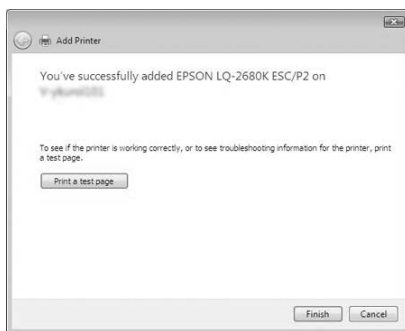 Add Printer
You've successfully added EPSON LQ-2680K ESC/P2 on
To see if the printer is working correctly, or to see troubleshooting information for the printer, print
a test page.
Print a test page
Finish
Cancel